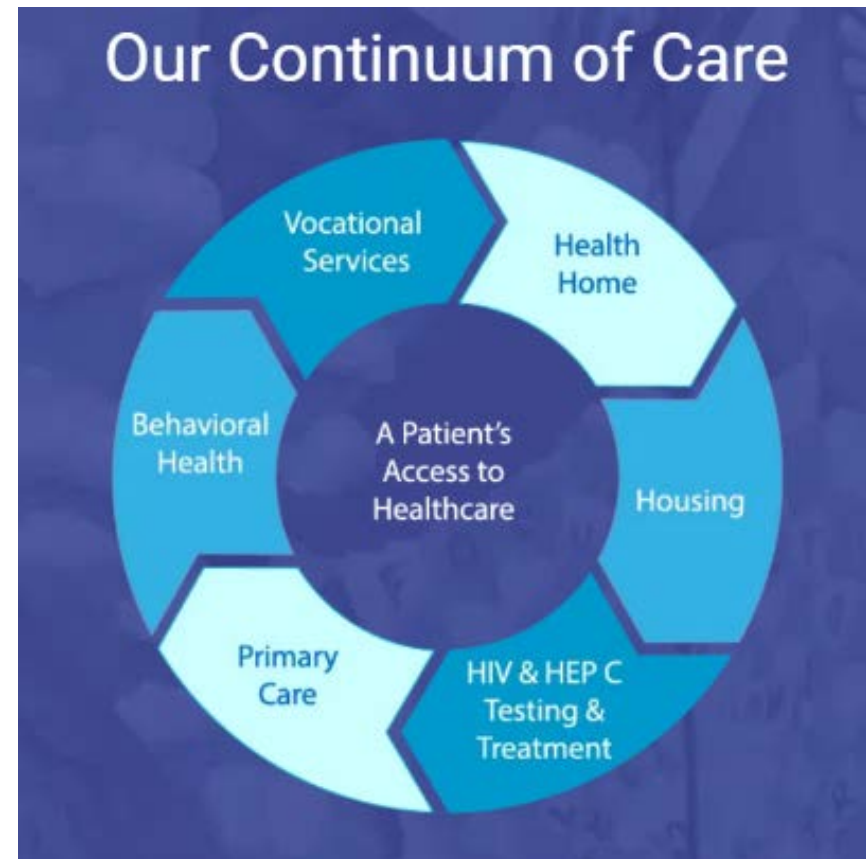 Our Continuum of Care
Vocational
Services
Health
Home
Behavioral
Health
A Patient's
Access to
Healthcare
Housing
Primary
Care
HIV & HEP C
Testing &
Treatment